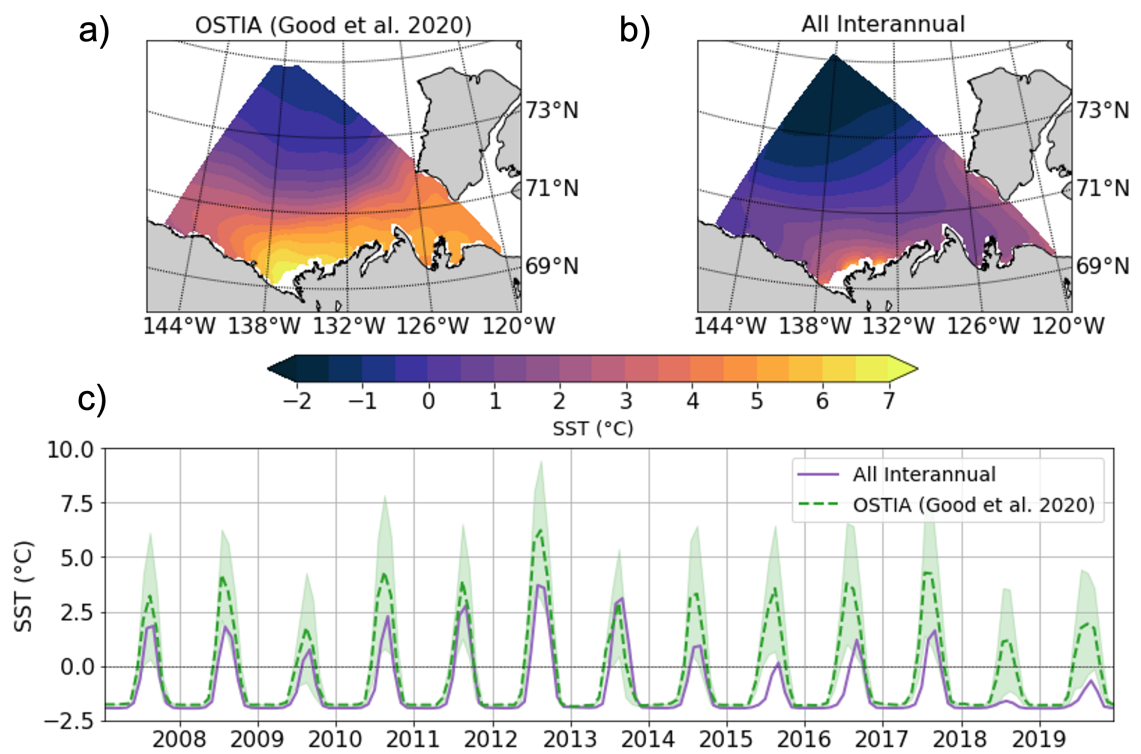 a)
OSTIA (Good et al. 2020)
b)
All Interannual
73°N
73°N
71°N
71°N
69°N
69°N
144°W 138°W 132°W 126°W 120°W
144°W 138°W 132°W 126°W 120°W
−2 −1 0 1 2 3 4 5 6 7
SST (°C)
c)
10.0
7.5
5.0
2.5
0.0
−2.5
SST (°C)
All Interannual
OSTIA (Good et al. 2020)
2008 2009 2010 2011 2012 2013 2014 2015 2016 2017 2018 2019